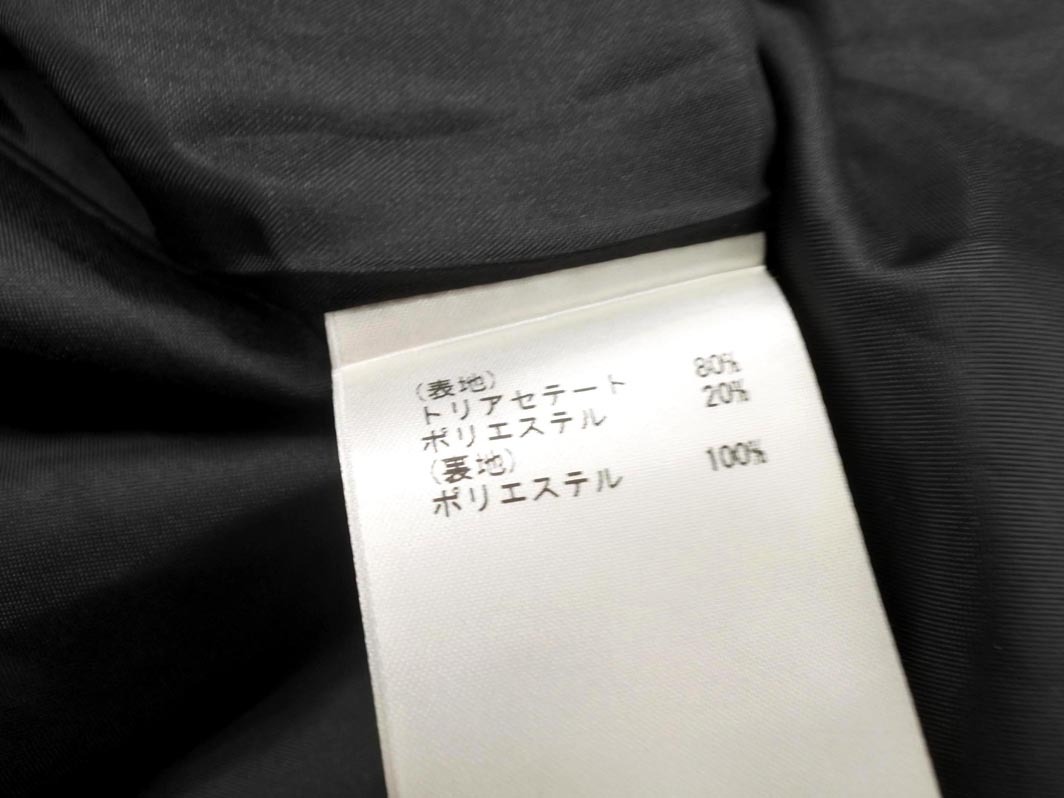 (表地)
トリアセテート 80%
ポリエステル 20%
(裏地)
ポリエステル 100%